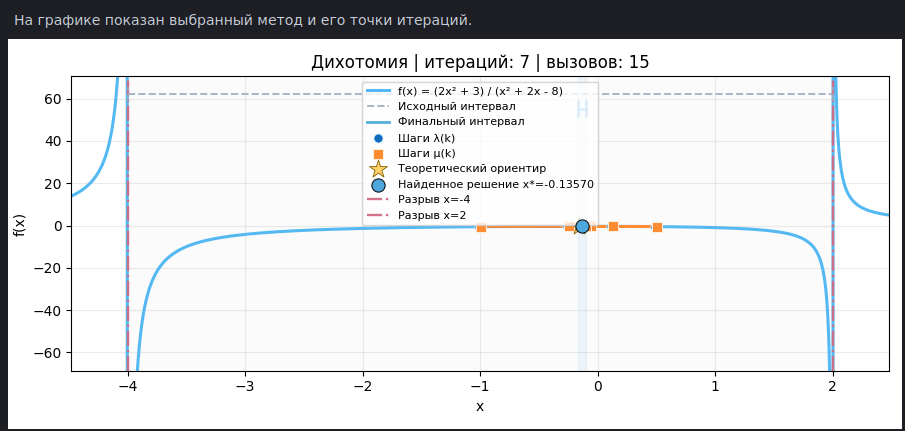 На графике показан выбранный метод и его точки итераций.
Дихотомия | итераций: 7 | вызовов: 15
f(x) = (2x² + 3) / (x² + 2x - 8)
Исходный интервал
Финальный интервал
Шаги λ(k)
Шаги μ(k)
Теоретический ориентир
Найденное решение x*=-0.13570
Разрыв x=-4
Разрыв x=2
f(x)
60
40
20
0
−20
−40
−60
−4 −3 −2 −1 0 1 2
x